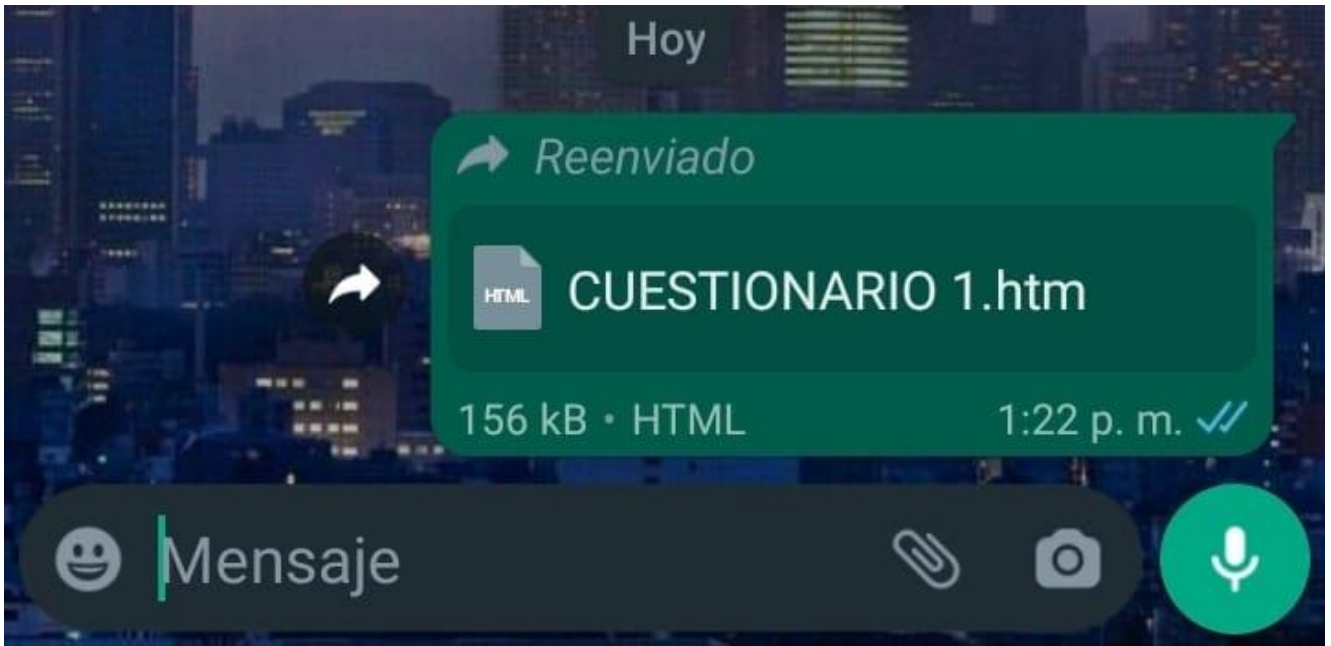 Hoy
Reenviado
HTML
CUESTIONARIO 1.htm
156 kB • HTML
1:22 p. m.
Mensaje